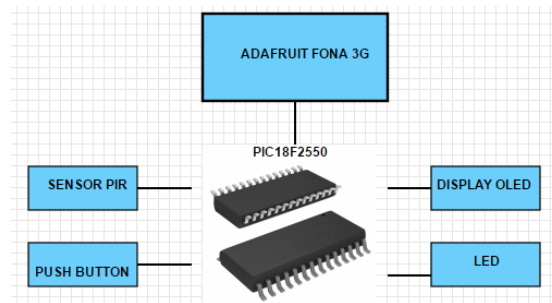 ADAFRUIT FONA 3G
PIC18F2550
SENSOR PIR
DISPLAY OLED
PUSH BUTTON
LED